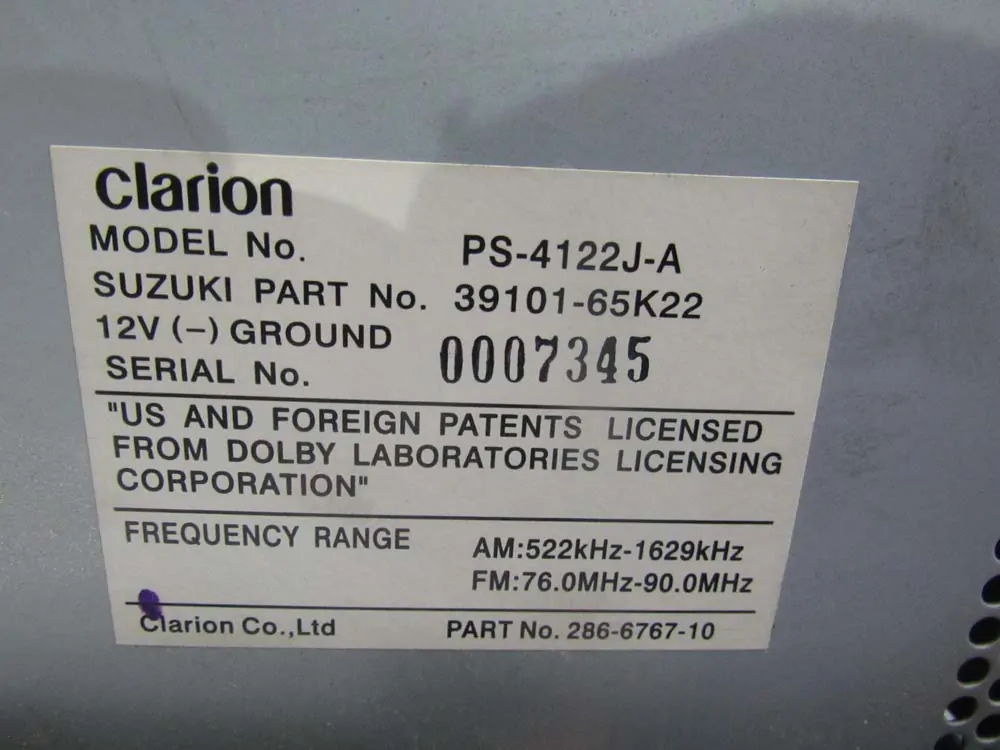 Clarion
MODEL No. PS-4122J-A
SUZUKI PART No. 39101-65K22
12V (–) GROUND
SERIAL No. 0007345
"US AND FOREIGN PATENTS LICENSED
FROM DOLBY LABORATORIES LICENSING
CORPORATION"
FREQUENCY RANGE
AM:522kHz-1629kHz
FM:76.0MHz-90.0MHz
Clarion Co.,Ltd PART No. 286-6767-10